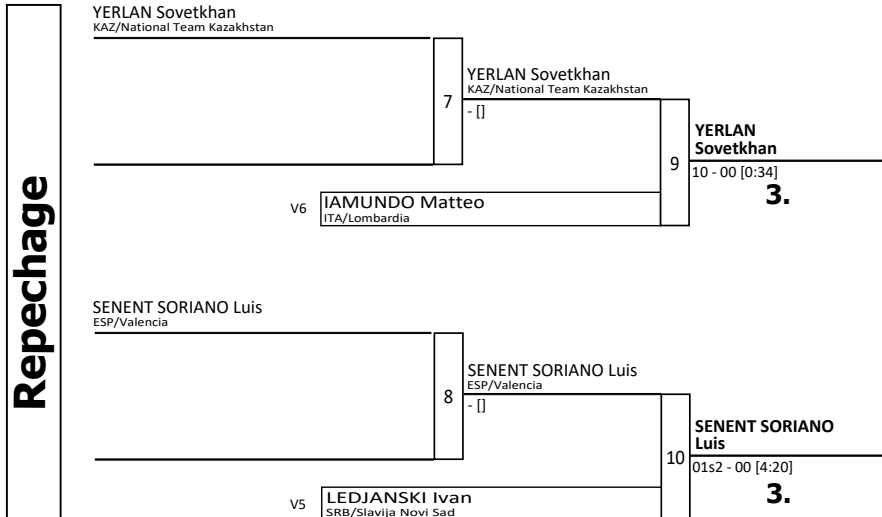 Repechage
YERLAN Sovetkhan
KAZ/National Team Kazakhstan
7
YERLAN Sovetkhan
KAZ/National Team Kazakhstan
- []
V6
IAMUNDO Matteo
ITA/Lombardia
9
YERLAN
Sovetkhan
10 - 00 [0:34]
3.
SENENT SORIANO Luis
ESP/Valencia
8
SENENT SORIANO Luis
ESP/Valencia
- []
V5
LEDJANSKI Ivan
SRB/Slavija Novi Sad
10
SENENT SORIANO
Luis
01s2 - 00 [4:20]
3.